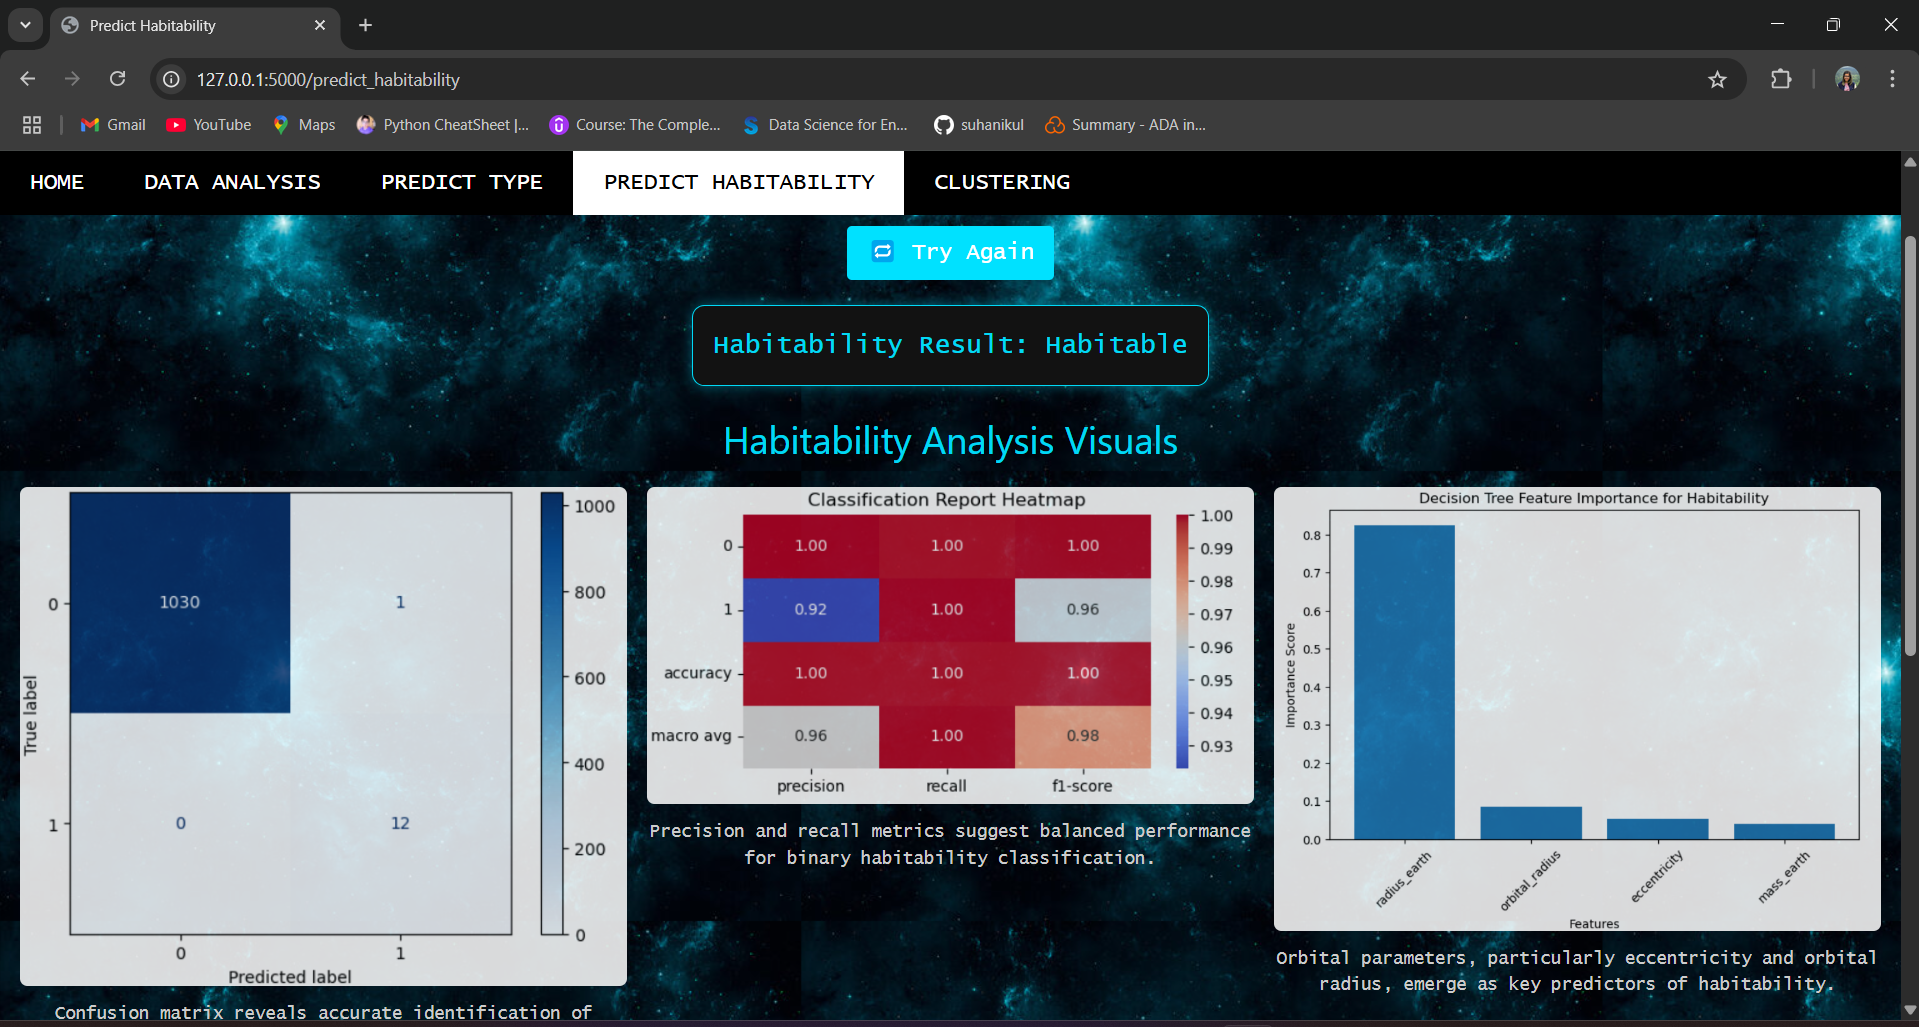 Predict Habitability
127.0.0.1:5000/predict_habitability
Gmail
YouTube
Maps
Python CheatSheet |...
Course: The Comple...
Data Science for En...
suhanikul
Summary - ADA in...
HOME
DATA ANALYSIS
PREDICT TYPE
PREDICT HABITABILITY
CLUSTERING
Try Again
Habitability Result: Habitable
Habitability Analysis Visuals
True label
0
1
1030
1
0
12
0
1
Predicted label
1000
800
600
400
200
0
Confusion matrix reveals accurate identification of
Classification Report Heatmap
0
1.00
1.00
1.00
1
0.92
1.00
0.96
accuracy
1.00
1.00
1.00
macro avg
0.96
1.00
0.98
precision
recall
f1-score
1.00
0.99
0.98
0.97
0.96
0.95
0.94
0.93
Precision and recall metrics suggest balanced performance
for binary habitability classification.
Decision Tree Feature Importance for Habitability
Importance Score
0.8
0.7
0.6
0.5
0.4
0.3
0.2
0.1
0.0
radius_earth
orbital_radius
eccentricity
mass_earth
Features
Orbital parameters, particularly eccentricity and orbital
radius, emerge as key predictors of habitability.